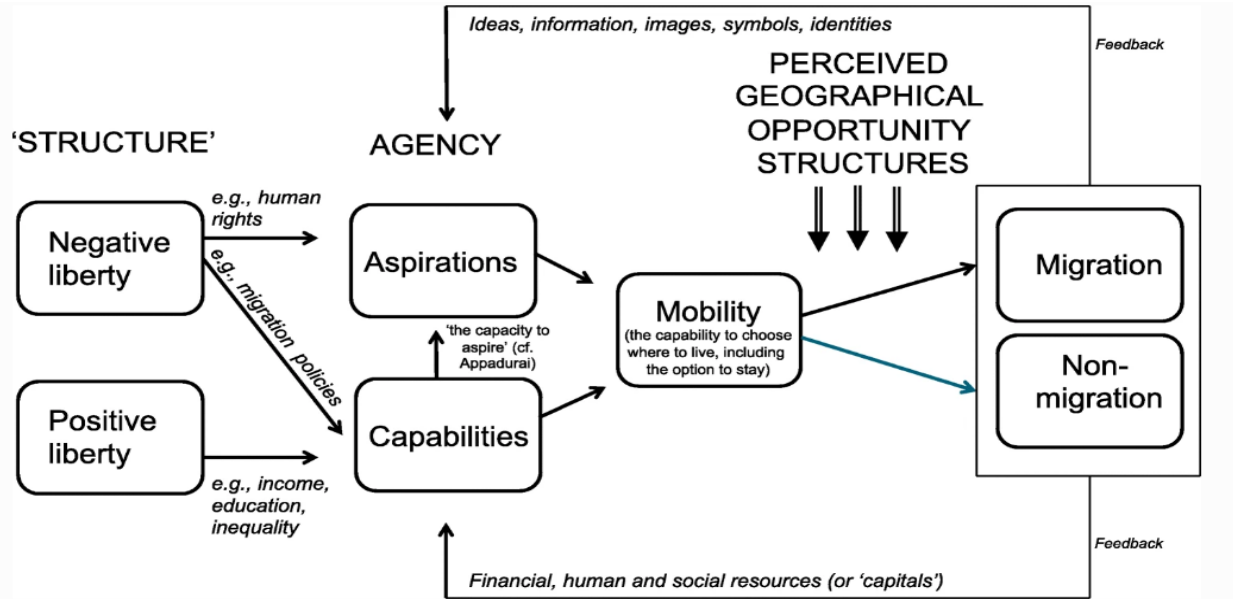 Ideas, information, images, symbols, identities
Feedback
PERCEIVED
GEOGRAPHICAL
OPPORTUNITY
STRUCTURES
'STRUCTURE'
AGENCY
e.g., human
rights
Negative
liberty
e.g., migration policies
Aspirations
'the capacity to
aspire' (cf.
Appadurai)
Mobility
(the capability to choose
where to live, including
the option to stay)
Migration
Non-
migration
Positive
liberty
Capabilities
e.g., income,
education,
inequality
Feedback
Financial, human and social resources (or 'capitals')